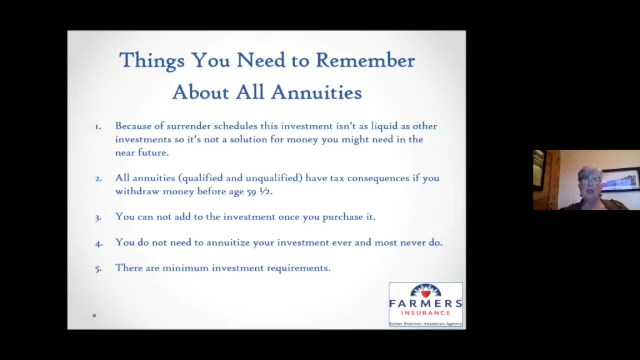 Things You Need to Remember
About All Annuities
1. Because of surrender schedules this investment isn't as liquid as other
investments so it's not a solution for money you might need in the
near future.
2. All annuities (qualified and unqualified) have tax consequences if you
withdraw money before age 59 ½.
3. You can not add to the investment once you purchase it.
4. You do not need to annuitize your investment ever and most never do.
5. There are minimum investment requirements.
FARMERS
INSURANCE
Insurance Agency